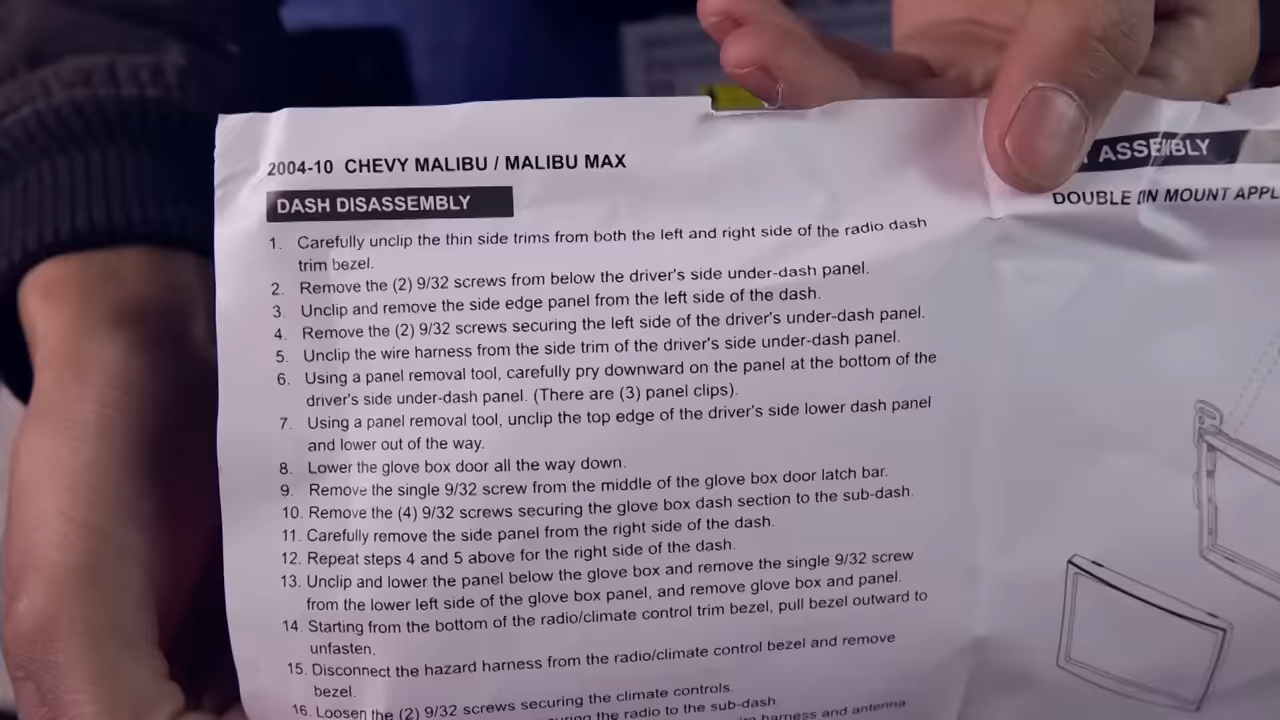 2004-10 CHEVY MALIBU / MALIBU MAX
DASH DISASSEMBLY
1. Carefully unclip the thin side trims from both the left and right side of the radio dash
trim bezel.
2. Remove the (2) 9/32 screws from below the driver's side under-dash panel.
3. Unclip and remove the side edge panel from the left side of the dash.
4. Remove the (2) 9/32 screws securing the left side of the driver's under-dash panel.
5. Unclip the wire harness from the side trim of the driver's side under-dash panel.
6. Using a panel removal tool, carefully pry downward on the panel at the bottom of the
driver's side under-dash panel. (There are (3) panel clips).
7. Using a panel removal tool, unclip the top edge of the driver's side lower dash panel
and lower out of the way.
8. Lower the glove box door all the way down.
9. Remove the single 9/32 screw from the middle of the glove box door latch bar.
10. Remove the (4) 9/32 screws securing the glove box dash section to the sub-dash.
11. Carefully remove the side panel from the right side of the dash.
12. Repeat steps 4 and 5 above for the right side of the dash.
13. Unclip and lower the panel below the glove box and remove the single 9/32 screw
from the lower left side of the glove box panel, and remove glove box and panel.
14. Starting from the bottom of the radio/climate control trim bezel, pull bezel outward to
unfasten.
15. Disconnect the hazard harness from the radio/climate control bezel and remove
bezel.
16. Loosen the (2) 9/32 screws securing the climate controls.
the radio to the sub-dash.
harness and antenna
ASSEMBLY
DOUBLE DIN MOUNT APPL